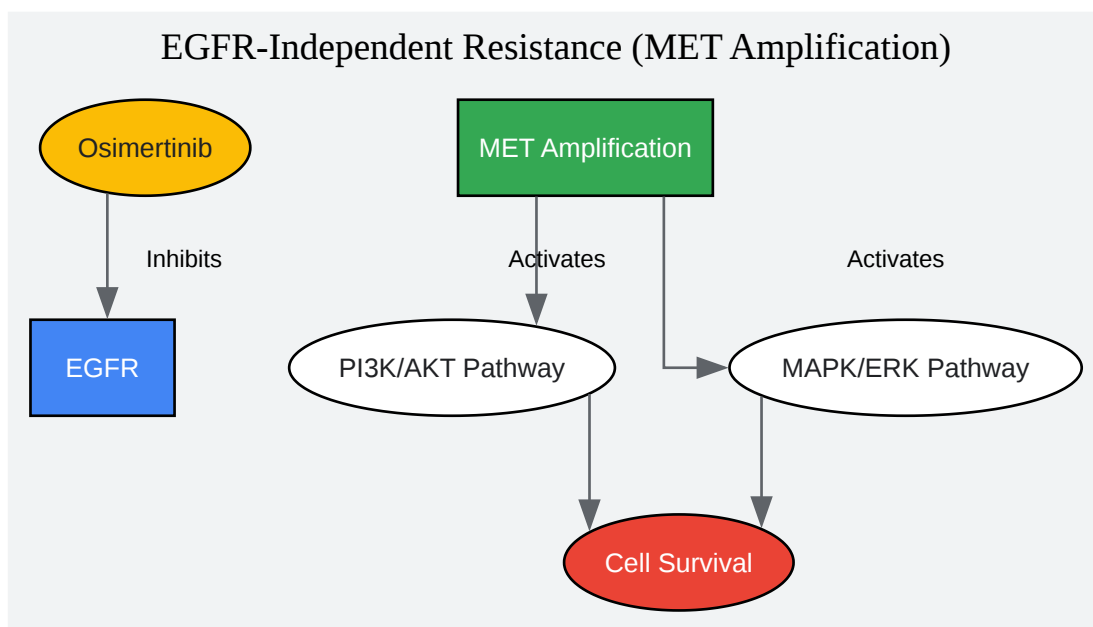 EGFR-Independent Resistance (MET Amplification)
Osimertinib
MET Amplification
Inhibits
Activates
Activates
EGFR
PI3K/AKT Pathway
MAPK/ERK Pathway
Cell Survival